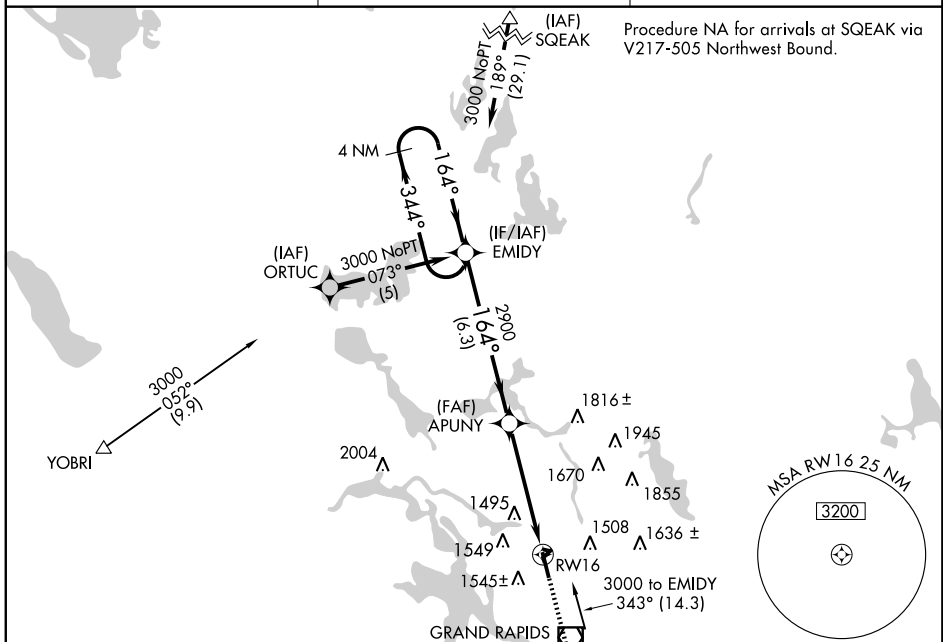 (IAF)
SQEAK
Procedure NA for arrivals at SQEAK via
V217-505 Northwest Bound.
3000 NoPT
189°
(29.1)
4 NM
164°
344°
(IF/IAF)
EMIDY
(IAF)
ORTUC
3000 NoPT
073°
(5)
2900
164°
(6.3)
3000
052°
(9.9)
YOBRI
(FAF)
APUNY
1816 ±
1945
2004
1670
1855
1495
1508
1636 ±
1549
RW16
1545±
3000 to EMIDY
343° (14.3)
GRAND RAPIDS
MSA RW16 25 NM
3200